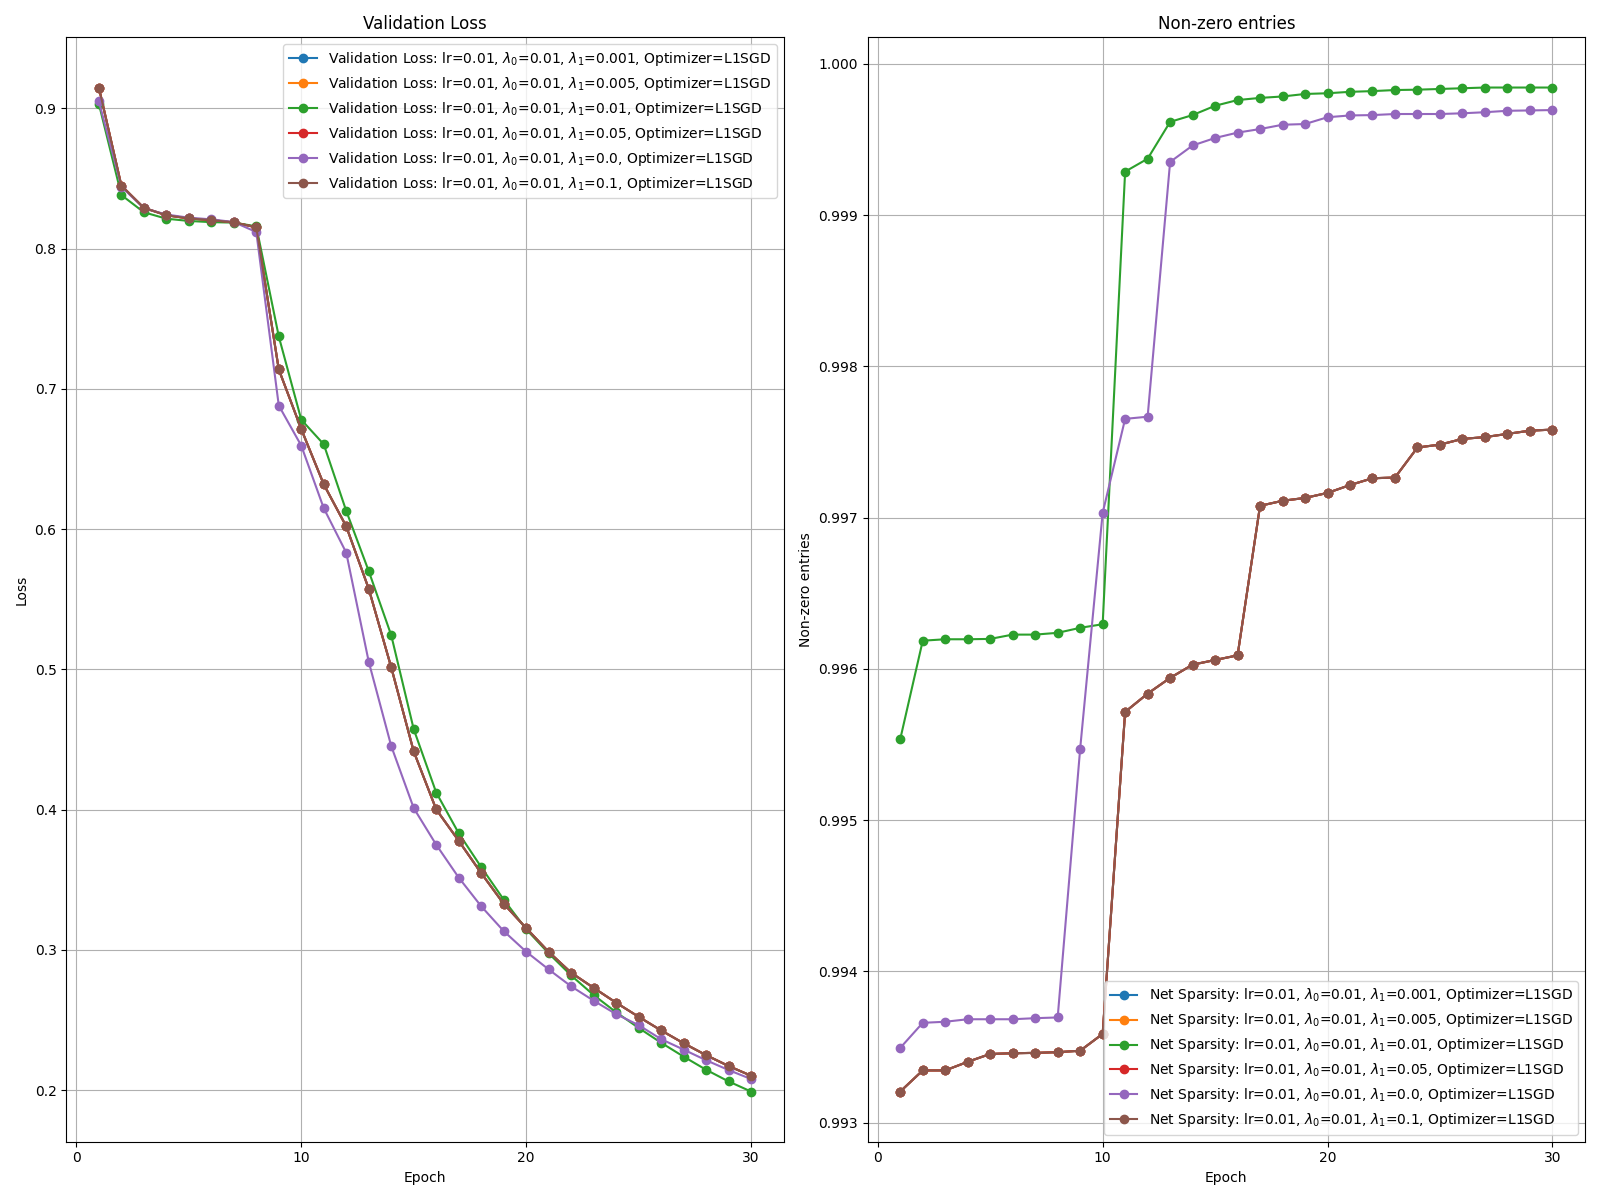 Validation Loss
Validation Loss: lr=0.01, λ₀=0.01, λ₁=0.001, Optimizer=L1SGD
Validation Loss: lr=0.01, λ₀=0.01, λ₁=0.005, Optimizer=L1SGD
Validation Loss: lr=0.01, λ₀=0.01, λ₁=0.01, Optimizer=L1SGD
Validation Loss: lr=0.01, λ₀=0.01, λ₁=0.05, Optimizer=L1SGD
Validation Loss: lr=0.01, λ₀=0.01, λ₁=0.0, Optimizer=L1SGD
Validation Loss: lr=0.01, λ₀=0.01, λ₁=0.1, Optimizer=L1SGD
0.9
0.8
0.7
0.6
0.5
0.4
0.3
0.2
Loss
0
10
20
30
Epoch
Non-zero entries
1.000
0.999
0.998
0.997
0.996
0.995
0.994
0.993
Non-zero entries
Net Sparsity: lr=0.01, λ₀=0.01, λ₁=0.001, Optimizer=L1SGD
Net Sparsity: lr=0.01, λ₀=0.01, λ₁=0.005, Optimizer=L1SGD
Net Sparsity: lr=0.01, λ₀=0.01, λ₁=0.01, Optimizer=L1SGD
Net Sparsity: lr=0.01, λ₀=0.01, λ₁=0.05, Optimizer=L1SGD
Net Sparsity: lr=0.01, λ₀=0.01, λ₁=0.0, Optimizer=L1SGD
Net Sparsity: lr=0.01, λ₀=0.01, λ₁=0.1, Optimizer=L1SGD
0
10
20
30
Epoch